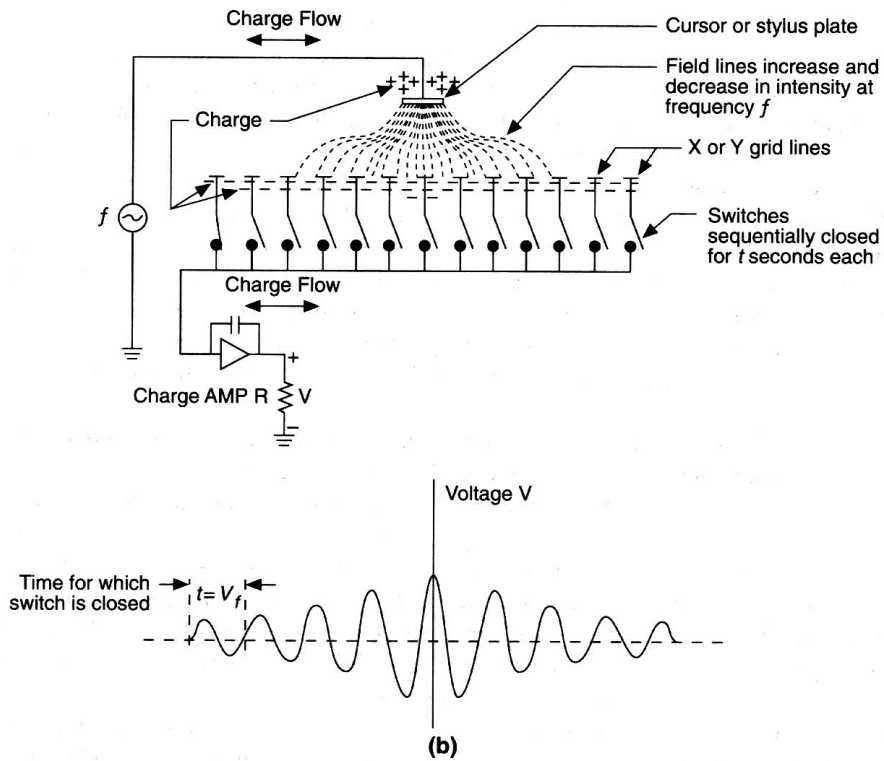 Charge Flow
Cursor or stylus plate
Field lines increase and
decrease in intensity at
frequency f
Charge
X or Y grid lines
f
Switches
sequentially closed
for t seconds each
Charge Flow
+
Charge AMP R V
−
Voltage V
Time for which
switch is closed
t = V_f
(b)